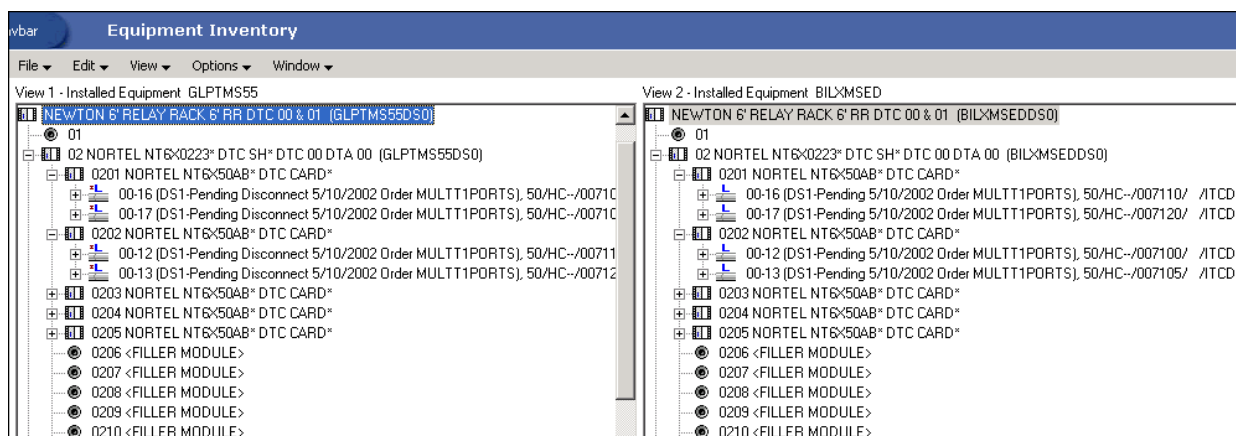 vbar Equipment Inventory
File Edit View Options Window
View 1 - Installed Equipment GLPTMS55
NEWTON 6' RELAY RACK 6' RR DTC 00 & 01 (GLPTMS55DS0)
01
02 NORTEL NT6X0223* DTC SH* DTC 00 DTA 00 (GLPTMS55DS0)
0201 NORTEL NT6X50AB* DTC CARD*
00-16 (DS1-Pending Disconnect 5/10/2002 Order MULTT1PORTS), 50/HC--/00710
00-17 (DS1-Pending Disconnect 5/10/2002 Order MULTT1PORTS), 50/HC--/00710
0202 NORTEL NT6X50AB* DTC CARD*
00-12 (DS1-Pending Disconnect 5/10/2002 Order MULTT1PORTS), 50/HC--/00711
00-13 (DS1-Pending Disconnect 5/10/2002 Order MULTT1PORTS), 50/HC--/00712
0203 NORTEL NT6X50AB* DTC CARD*
0204 NORTEL NT6X50AB* DTC CARD*
0205 NORTEL NT6X50AB* DTC CARD*
0206 <FILLER MODULE>
0207 <FILLER MODULE>
0208 <FILLER MODULE>
0209 <FILLER MODULE>
0210 <FILLER MODULE>
View 2 - Installed Equipment BILXMSED
NEWTON 6' RELAY RACK 6' RR DTC 00 & 01 (BILXMSEDDS0)
01
02 NORTEL NT6X0223* DTC SH* DTC 00 DTA 00 (BILXMSEDDS0)
0201 NORTEL NT6X50AB* DTC CARD*
00-16 (DS1-Pending 5/10/2002 Order MULTT1PORTS), 50/HC--/007110/ /ITCD
00-17 (DS1-Pending 5/10/2002 Order MULTT1PORTS), 50/HC--/007120/ /ITCD
0202 NORTEL NT6X50AB* DTC CARD*
00-12 (DS1-Pending 5/10/2002 Order MULTT1PORTS), 50/HC--/007100/ /ITCD
00-13 (DS1-Pending 5/10/2002 Order MULTT1PORTS), 50/HC--/007105/ /ITCD
0203 NORTEL NT6X50AB* DTC CARD*
0204 NORTEL NT6X50AB* DTC CARD*
0205 NORTEL NT6X50AB* DTC CARD*
0206 <FILLER MODULE>
0207 <FILLER MODULE>
0208 <FILLER MODULE>
0209 <FILLER MODULE>
0210 <FILLER MODULE>